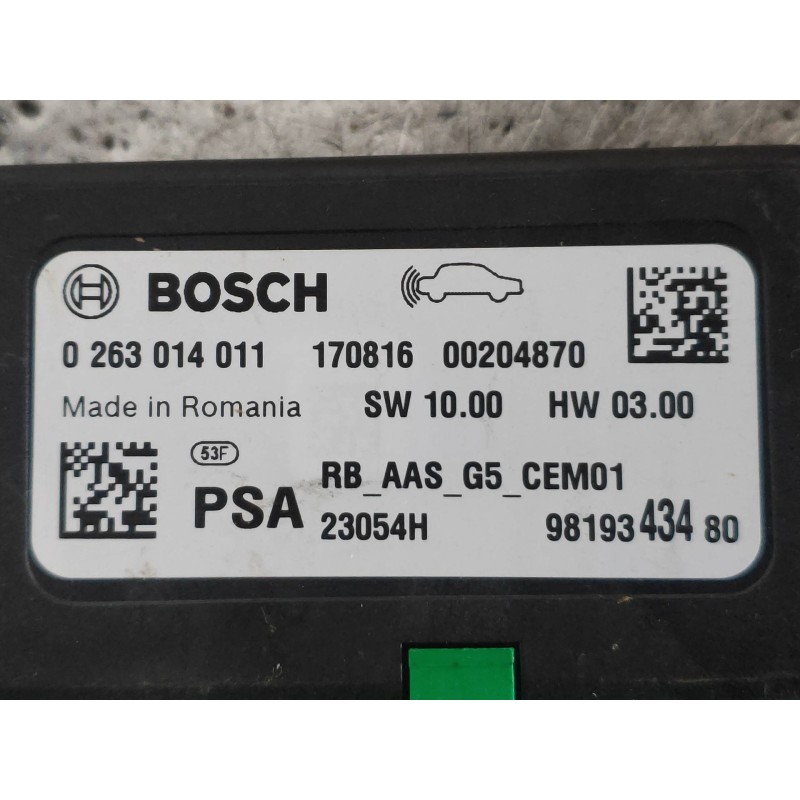 BOSCH
0 263 014 011 170816 00204870
Made in Romania SW 10.00 HW 03.00
53F
PSA RB_AAS_G5_CEM01
23054H 98193 434 80